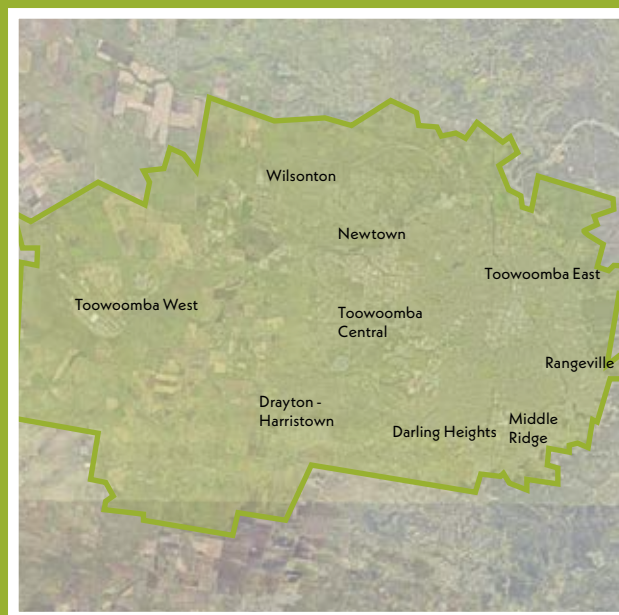 Wilsonton
Newtown
Toowoomba East
Toowoomba West
Toowoomba
Central
Rangeville
Drayton -
Harristown
Darling Heights
Middle
Ridge